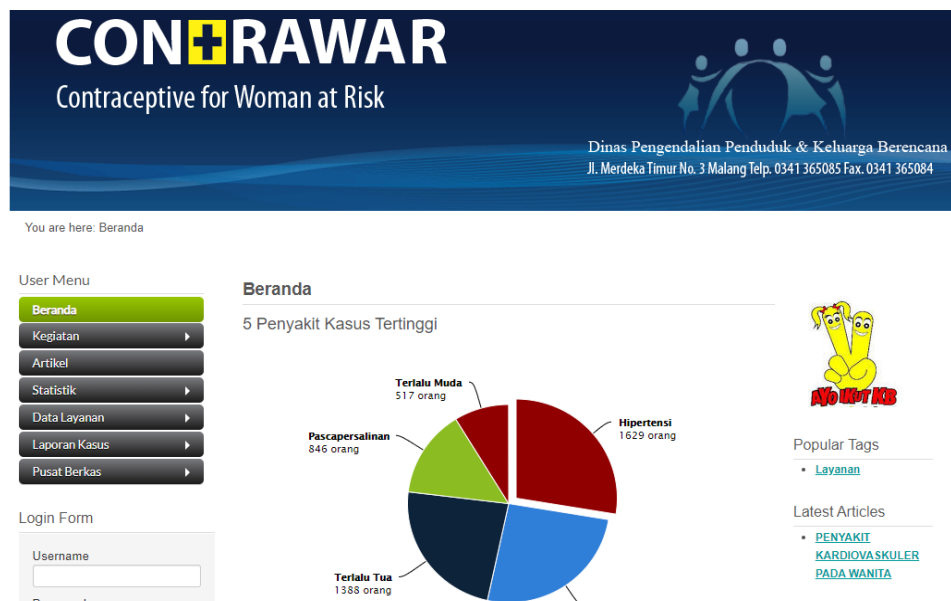 CONTRAWAR
Contraceptive for Woman at Risk
Dinas Pengendalian Penduduk & Keluarga Berencana
Jl. Merdeka Timur No. 3 Malang Telp. 0341 365085 Fax. 0341 365084
You are here: Beranda
User Menu
Beranda
Kegiatan
Artikel
Statistik
Data Layanan
Laporan Kasus
Pusat Berkas
Login Form
Username
Beranda
5 Penyakit Kasus Tertinggi
Terlalu Muda
517 orang
Hipertensi
1629 orang
Pascapersalinan
846 orang
Terlalu Tua
1388 orang
AYO IKUT KB
Popular Tags
Layanan
Latest Articles
PENYAKIT
KARDIOVASKULER
PADA WANITA